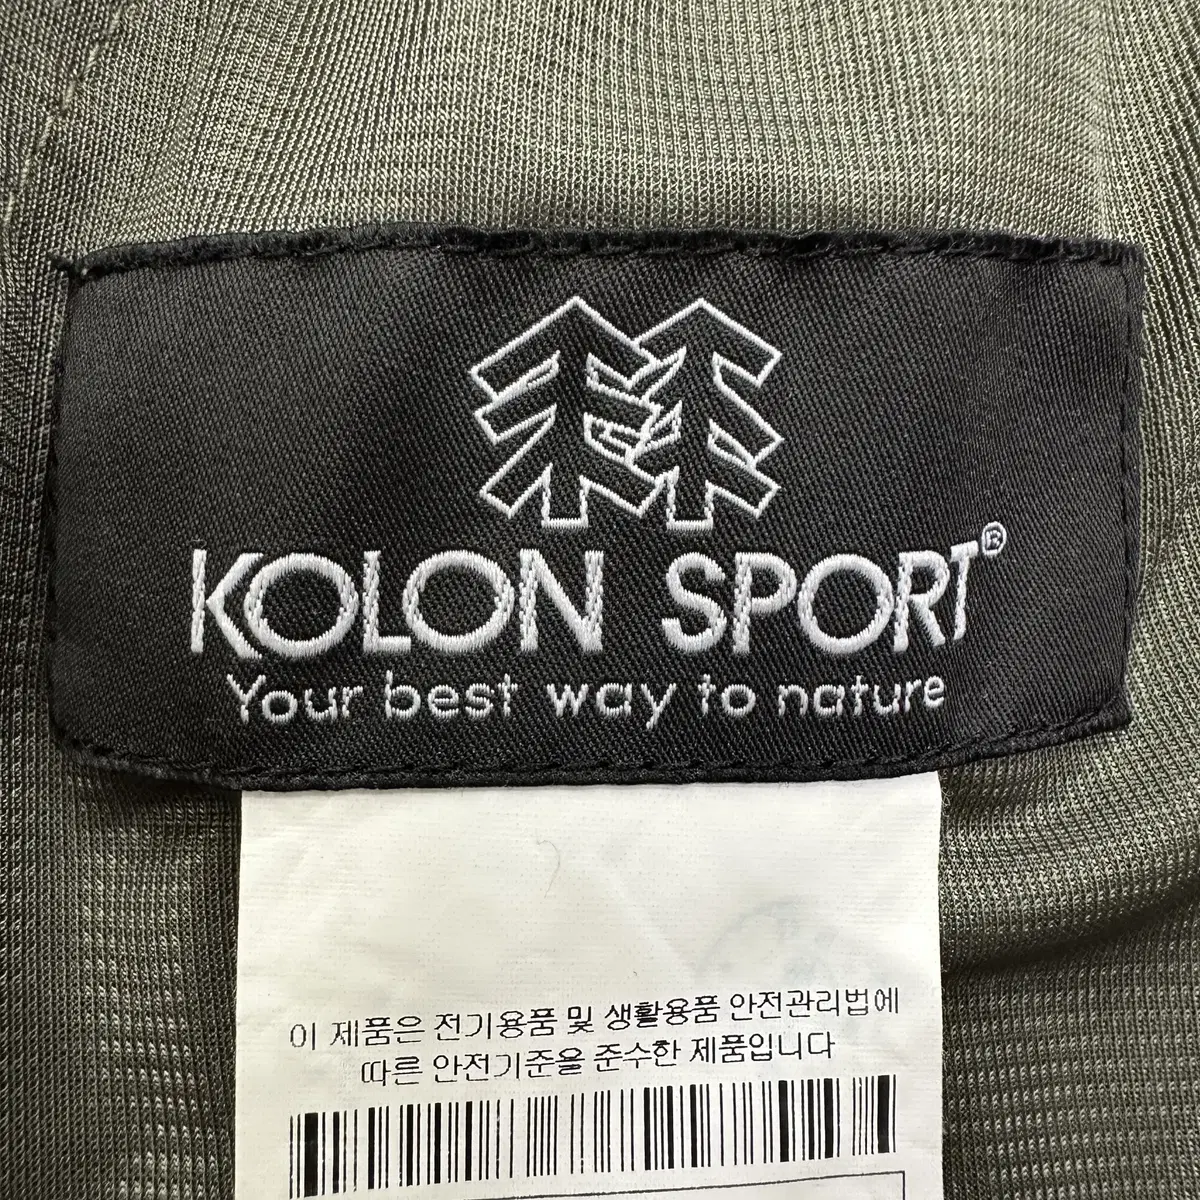 KOLON SPORT®
Your best way to nature
이 제품은 전기용품 및 생활용품 안전관리법에
따른 안전기준을 준수한 제품입니다